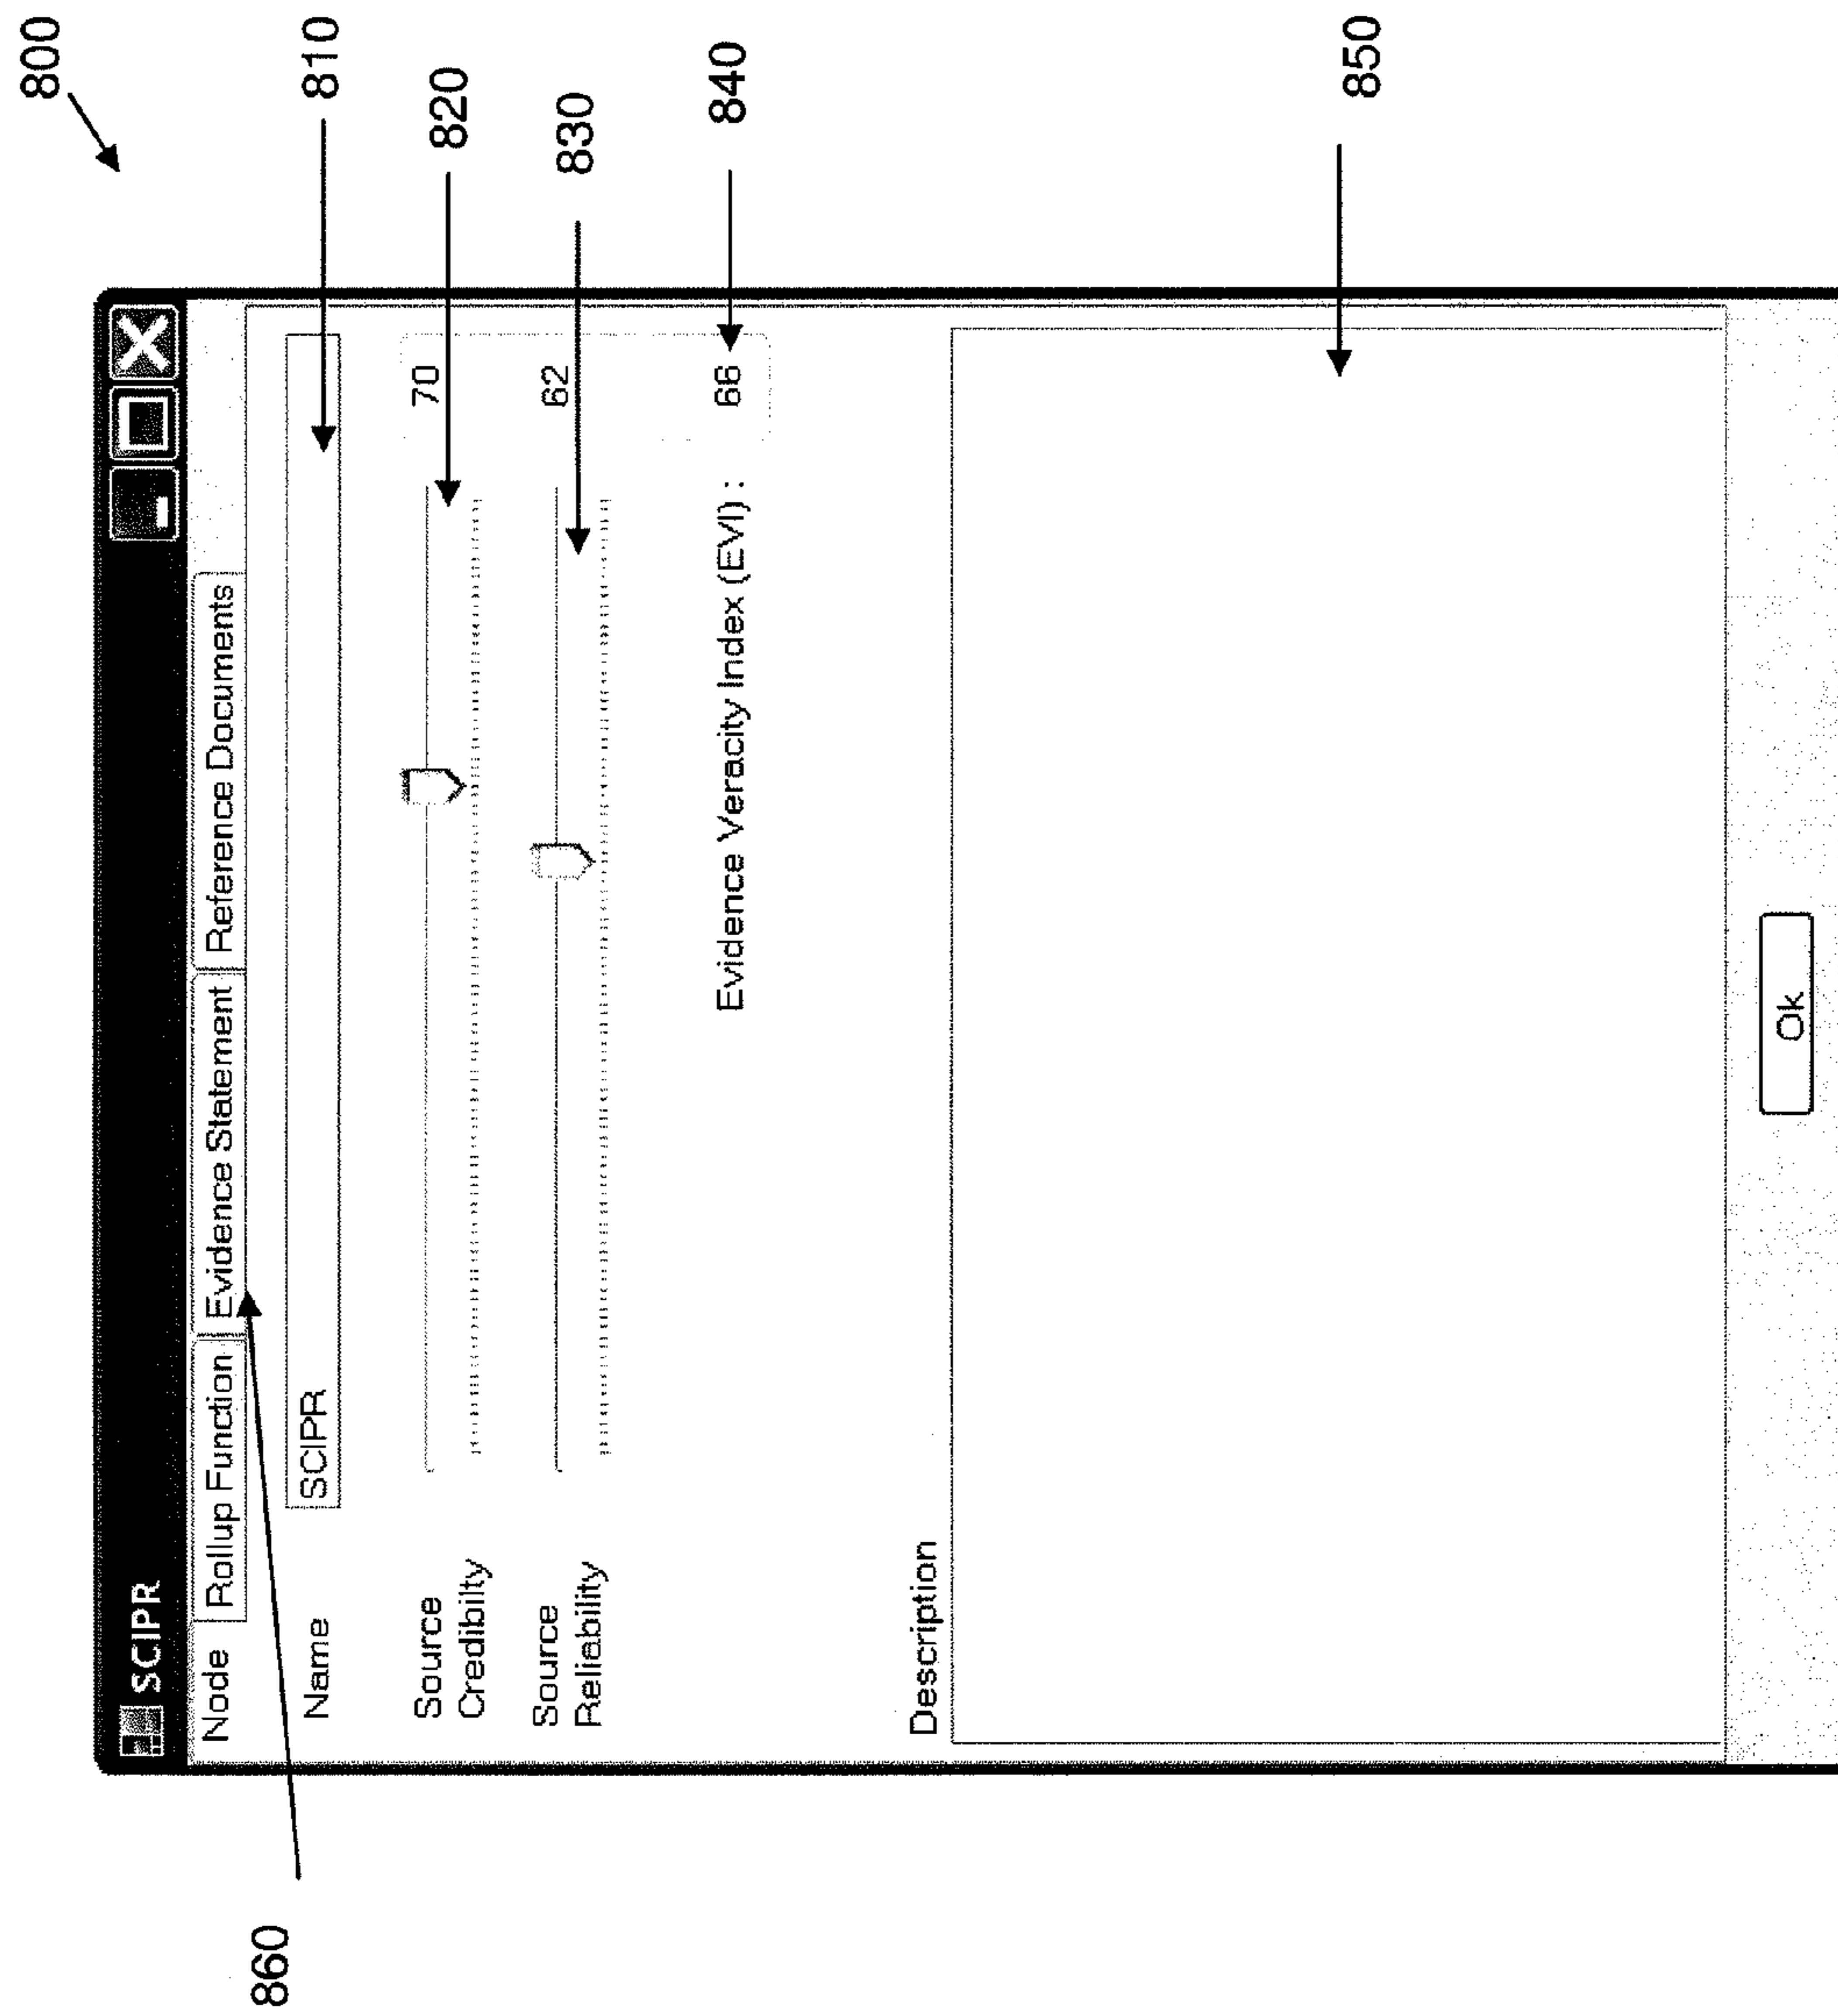 800
SCIPR
Node Rollup Function Evidence Statement Reference Documents
860
Name SCIPR
810
Source
Credibilty
70
820
Source
Reliability
62
830
Evidence Veracity Index (EVI) : 66
840
Description
850
Ok